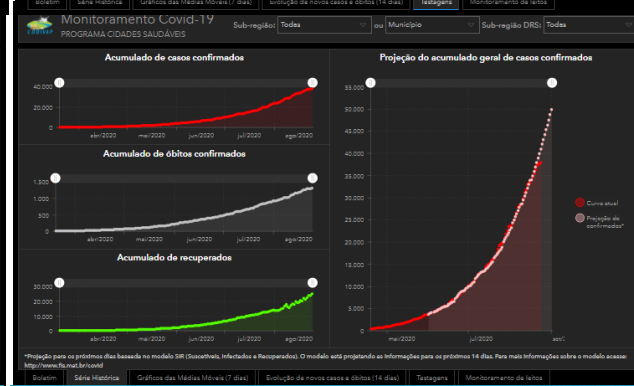 Boletim Série Histórica Gráficos das Médias Móveis (7 dias) Evolução de novos casos e óbitos (14 dias) Testagens Monitoramento de leitos
CODIVAP
Monitoramento Covid-19
PROGRAMA CIDADES SAUDÁVEIS
Sub-região: Todas ou Município Sub-região DRS: Todas
Acumulado de casos confirmados
40.000
20.000
0
abr/2020 mai/2020 jun/2020 jul/2020 ago/2020
Acumulado de óbitos confirmados
1.500
1.000
500
0
abr/2020 mai/2020 jun/2020 jul/2020 ago/2020
Acumulado de recuperados
30.000
20.000
10.000
0
abr/2020 mai/2020 jun/2020 jul/2020 ago/2020
Projeção do acumulado geral de casos confirmados
55.000
50.000
45.000
40.000
35.000
30.000
25.000
20.000
15.000
10.000
5.000
0
mai/2020 jul/2020
Curva atual
Projeção de
confirmados*
*Projeção para os próximos dias baseada no modelo SIR (Suscetíveis, Infectados e Recuperados). O modelo está projetando as informações para os próximos 14 dias. Para mais informações sobre o modelo acesse:
http://www.fis.mat.br/covid
Boletim Série Histórica Gráficos das Médias Móveis (7 dias) Evolução de novos casos e óbitos (14 dias) Testagens Monitoramento de leitos